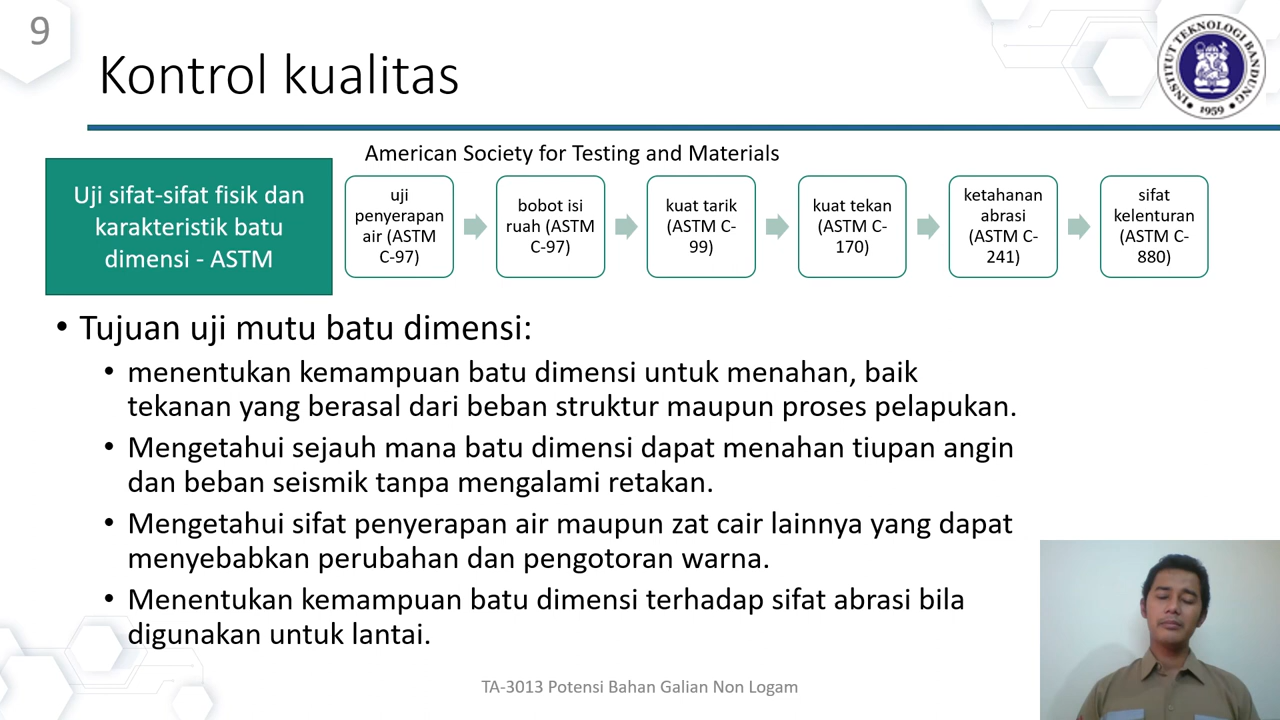 9
Kontrol kualitas
INSTITUT TEKNOLOGI BANDUNG
1959
American Society for Testing and Materials
Uji sifat-sifat fisik dan
karakteristik batu
dimensi - ASTM
uji
penyerapan
air (ASTM
C-97)
bobot isi
ruah (ASTM
C-97)
kuat tarik
(ASTM C-
99)
kuat tekan
(ASTM C-
170)
ketahanan
abrasi
(ASTM C-
241)
sifat
kelenturan
(ASTM C-
880)
• Tujuan uji mutu batu dimensi:
• menentukan kemampuan batu dimensi untuk menahan, baik
tekanan yang berasal dari beban struktur maupun proses pelapukan.
• Mengetahui sejauh mana batu dimensi dapat menahan tiupan angin
dan beban seismik tanpa mengalami retakan.
• Mengetahui sifat penyerapan air maupun zat cair lainnya yang dapat
menyebabkan perubahan dan pengotoran warna.
• Menentukan kemampuan batu dimensi terhadap sifat abrasi bila
digunakan untuk lantai.
TA-3013 Potensi Bahan Galian Non Logam